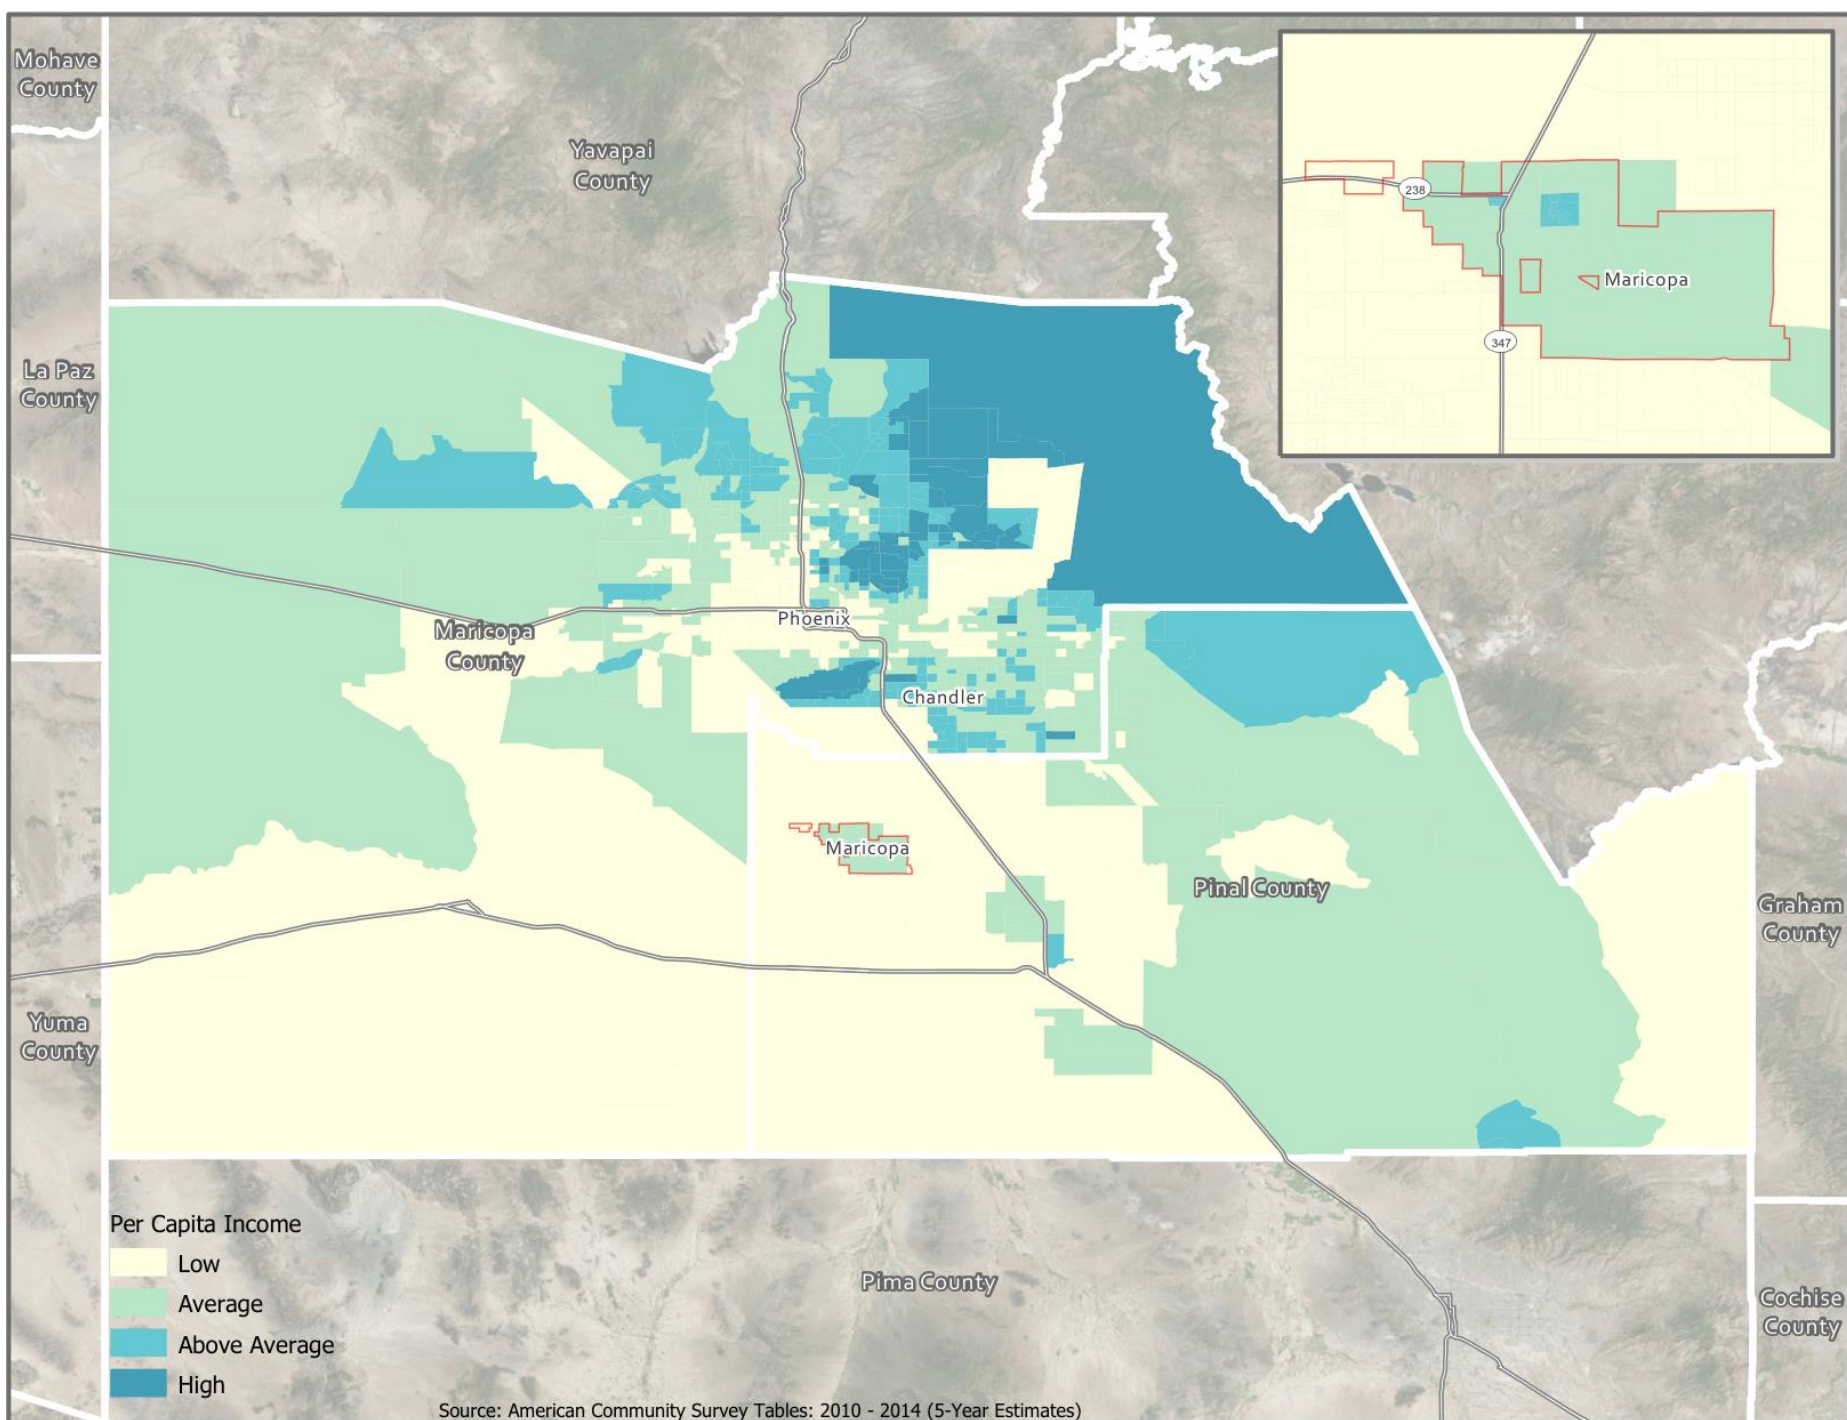 Mohave
County
Yavapai
County
238
Maricopa
347
La Paz
County
Phoenix
Maricopa
County
Chandler
Maricopa
Pinal County
Graham
County
Yuma
County
Per Capita Income
Low
Average
Above Average
High
Pima County
Cochise
County
Source: American Community Survey Tables: 2010 - 2014 (5-Year Estimates)